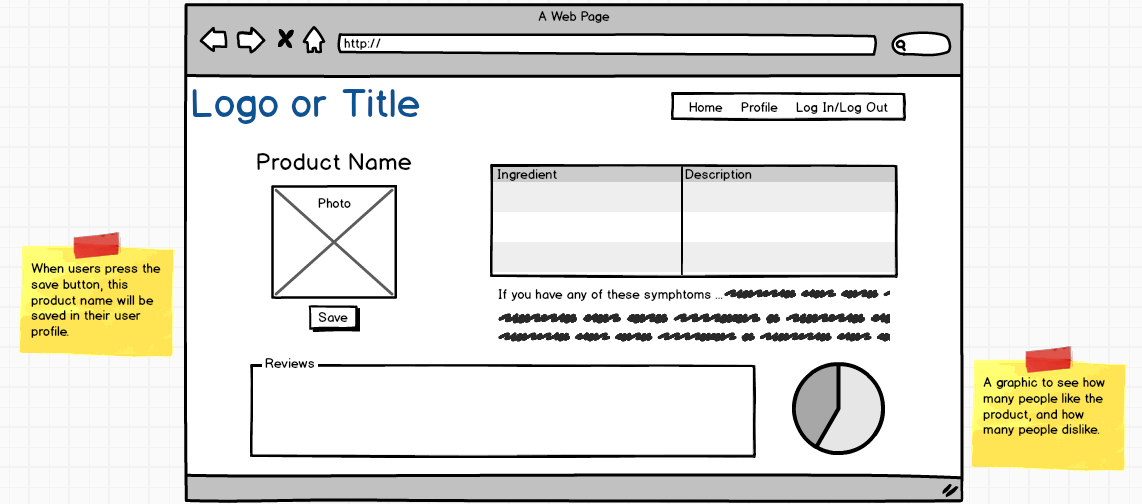 A Web Page
http://
Logo or Title
Home Profile Log In/Log Out
Product Name
Photo
Save
Ingredient Description
If you have any of these symphtoms ...
Reviews
When users press the
save button, this
product name will be
saved in their user
profile.
A graphic to see how
many people like the
product, and how
many people dislike.